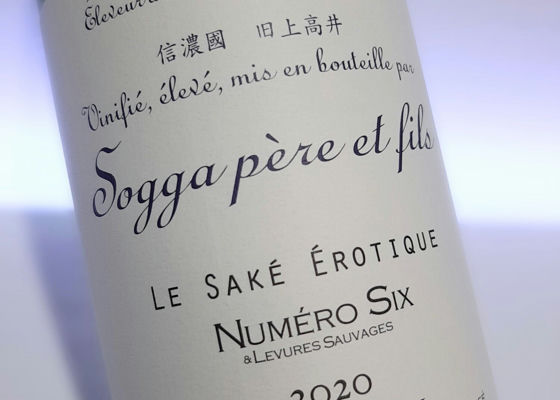 信濃國 旧上高井
Vinifié, élevé, mis en bouteille par
Sogga père et fils
LE SAKÉ ÉROTIQUE
NUMÉRO SIX
& LEVURES SAUVAGES
2020